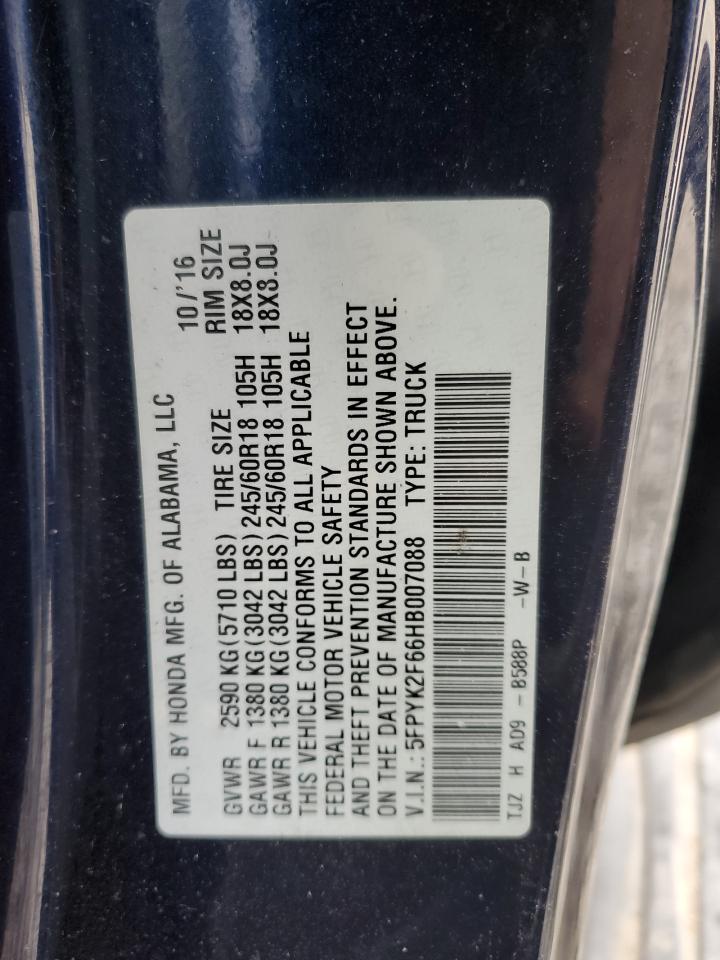 MFD. BY HONDA MFG. OF ALABAMA, LLC 10/'16
GVWR 2590 KG(5710 LBS) TIRE SIZE RIM SIZE
GAWR F 1380 KG(3042 LBS)245/60R18 105H 18X8.0J
GAWR R 1380 KG(3042 LBS)245/60R18 105H 18X8.0J
THIS VEHICLE CONFORMS TO ALL APPLICABLE
FEDERAL MOTOR VEHICLE SAFETY
AND THEFT PREVENTION STANDARDS IN EFFECT
ON THE DATE OF MANUFACTURE SHOWN ABOVE.
V.I.N.: 5FPYK2F66HB007088 TYPE: TRUCK
TJZ H AD9 -B588P -W-B